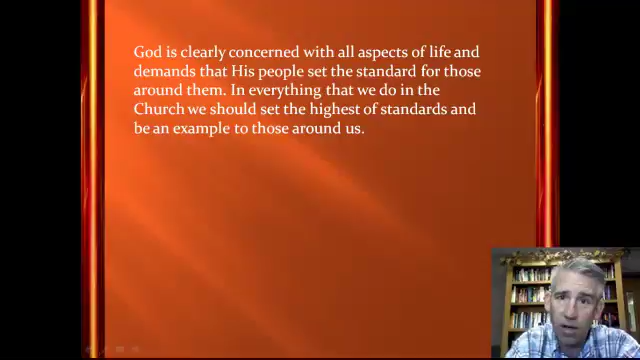 God is clearly concerned with all aspects of life and
demands that His people set the standard for those
around them. In everything that we do in the
Church we should set the highest of standards and
be an example to those around us.